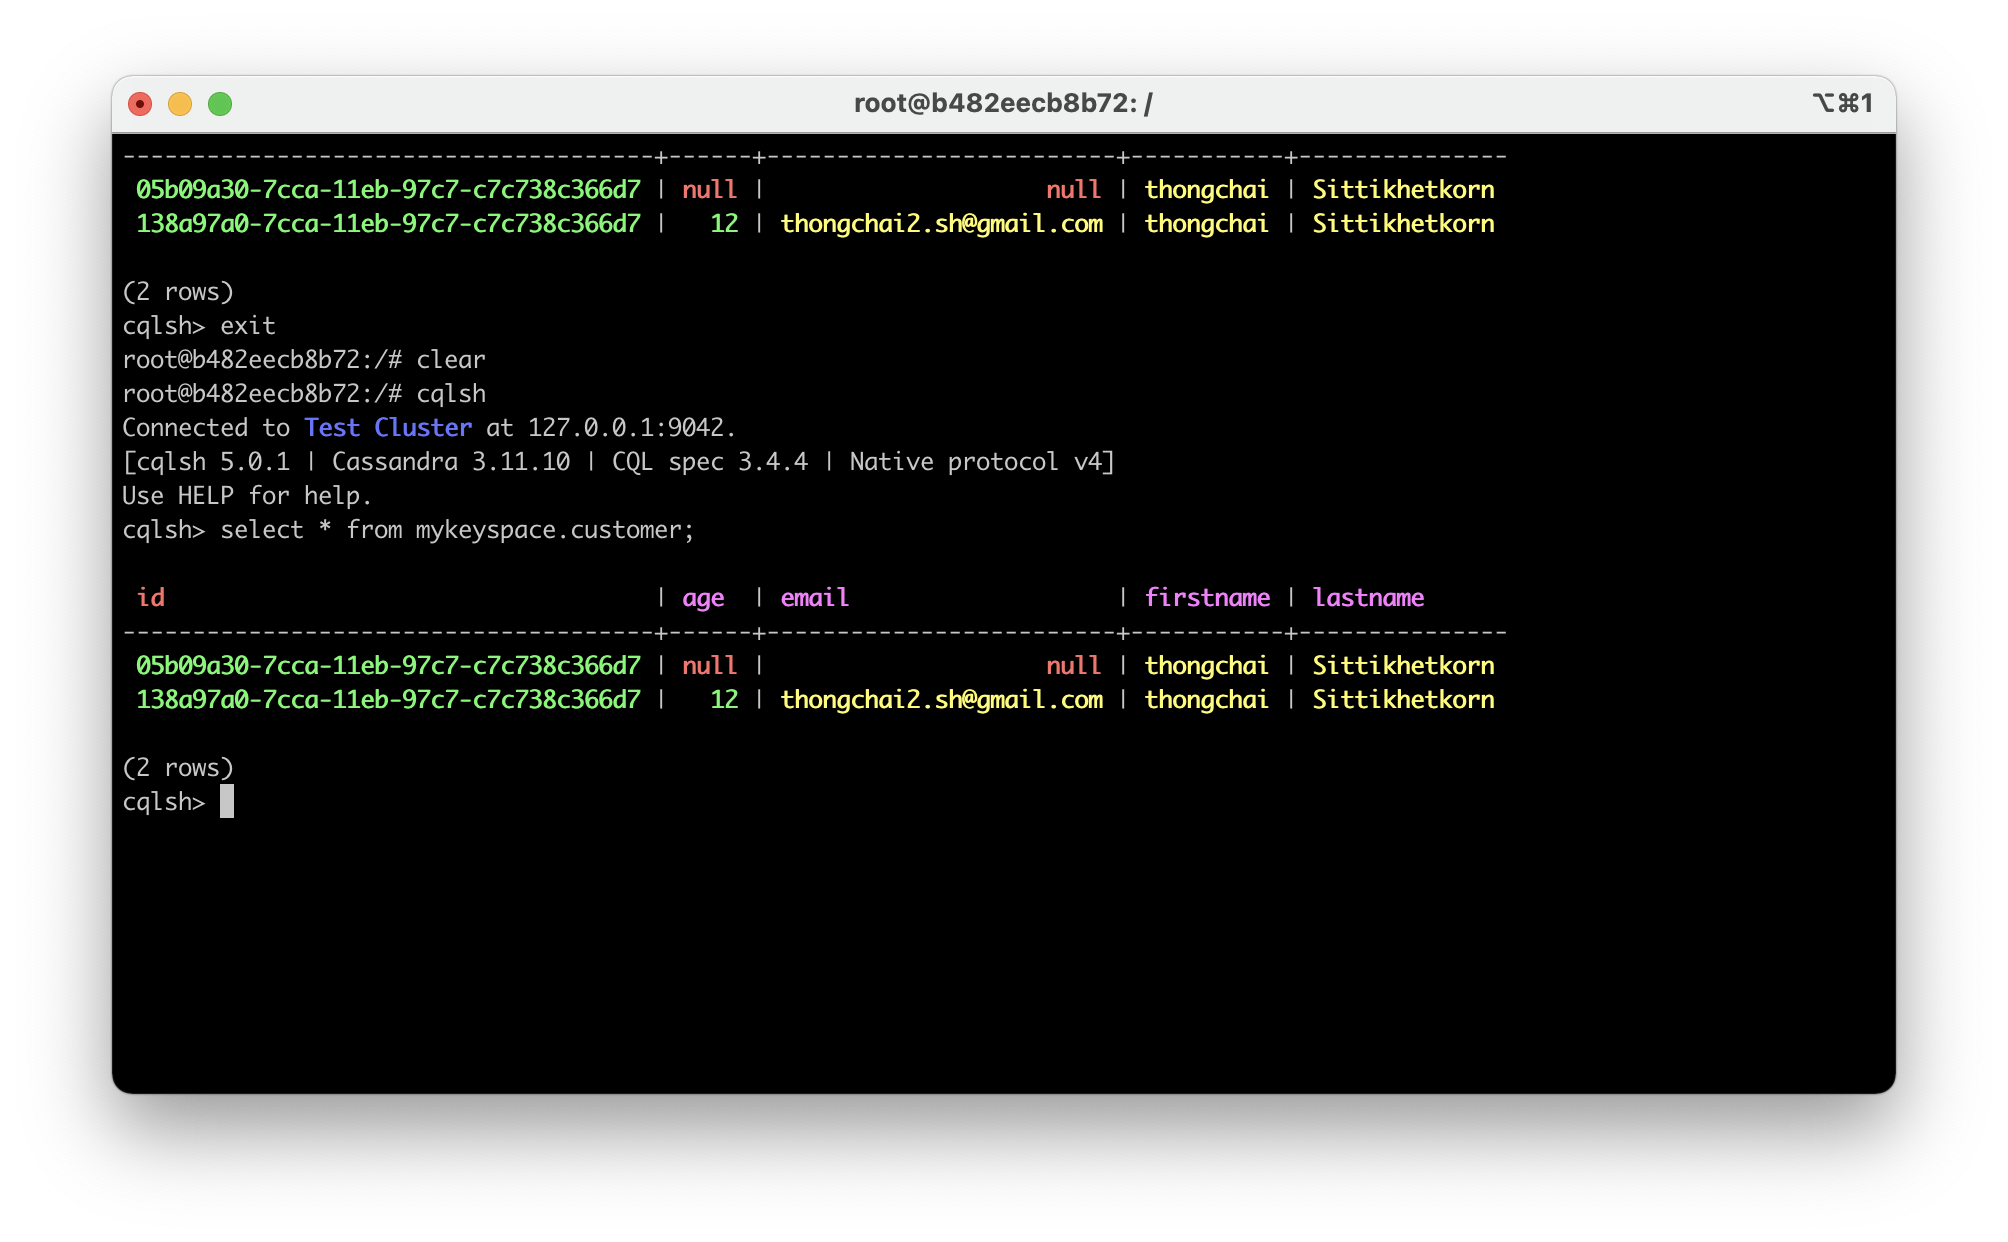 root@b482eecb8b72: /
⌥⌘1
--------------------------------------+------+-------------------------+-----------+---------------
05b09a30-7cca-11eb-97c7-c7c738c366d7 | null | null | thongchai | Sittikhetkorn
138a97a0-7cca-11eb-97c7-c7c738c366d7 | 12 | thongchai2.sh@gmail.com | thongchai | Sittikhetkorn
(2 rows)
cqlsh> exit
root@b482eecb8b72:/# clear
root@b482eecb8b72:/# cqlsh
Connected to Test Cluster at 127.0.0.1:9042.
[cqlsh 5.0.1 | Cassandra 3.11.10 | CQL spec 3.4.4 | Native protocol v4]
Use HELP for help.
cqlsh> select * from mykeyspace.customer;
id | age | email | firstname | lastname
--------------------------------------+------+-------------------------+-----------+---------------
05b09a30-7cca-11eb-97c7-c7c738c366d7 | null | null | thongchai | Sittikhetkorn
138a97a0-7cca-11eb-97c7-c7c738c366d7 | 12 | thongchai2.sh@gmail.com | thongchai | Sittikhetkorn
(2 rows)
cqlsh>